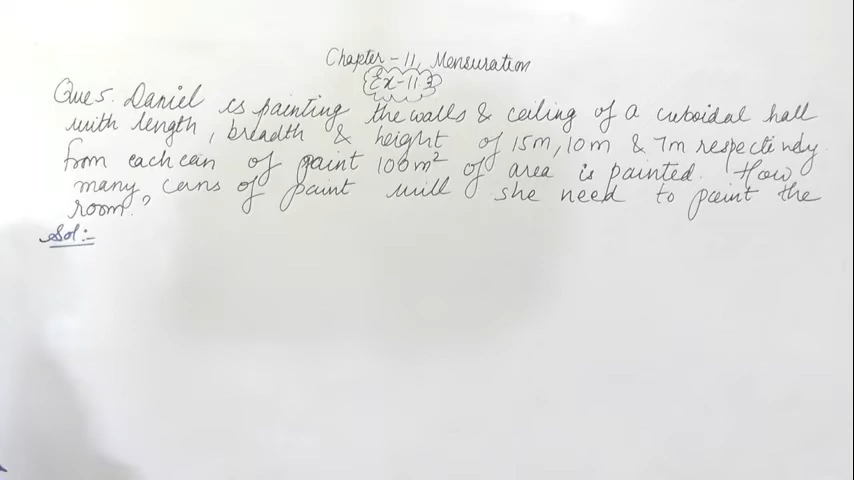 Chapter - 11, Mensuration
Ex - 11.3
Ques. Daniel is painting the walls & ceiling of a cuboidal hall
with length, breadth & height of 15m, 10m & 7m respectively
from each can of paint 100m² of area is painted. How
many cans of paint will she need to paint the
room?
Sol:-